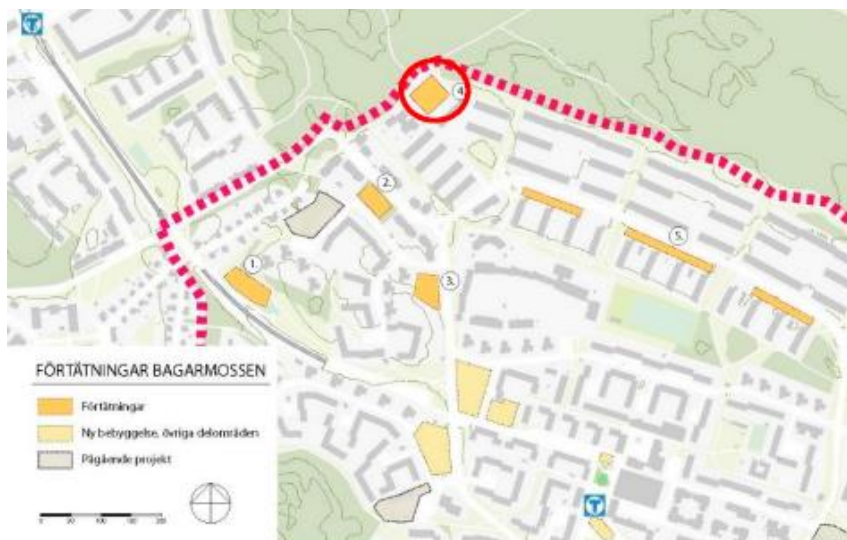 T
4
2.
1.
5.
3.
FÖRTÄTNINGAR BAGARMOSSEN
Förtätningar
Ny bebyggelse, övriga delområden
Pågående projekt
T